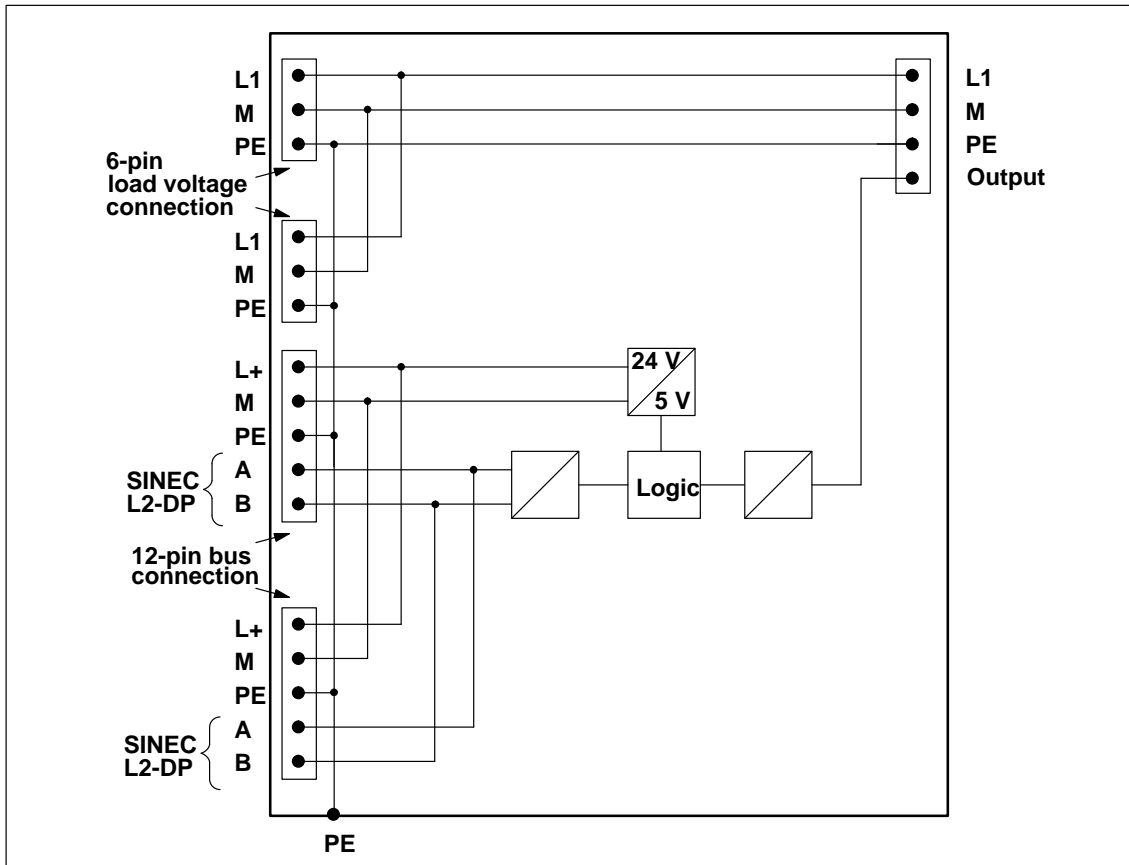 L1
L1
M
M
PE
PE
Output
6-pin
load voltage
connection
L1
M
PE
L+
24 V
5 V
M
PE
SINEC
L2-DP
A
B
Logic
12-pin bus
connection
L+
M
PE
SINEC
L2-DP
A
B
PE